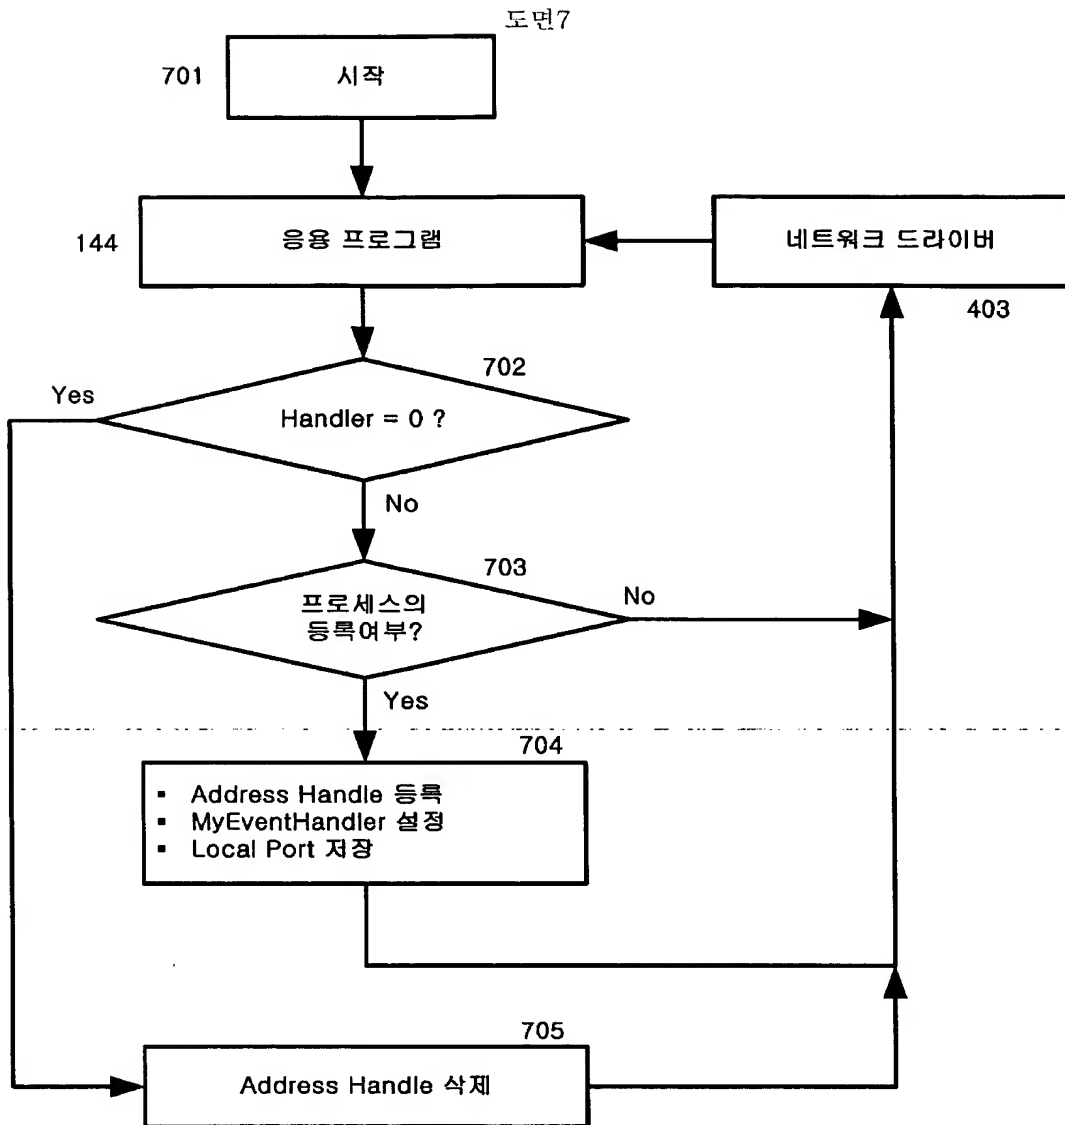 도면7
701
시작
144
응용 프로그램
네트워크 드라이버
403
702
Yes
Handler = 0 ?
No
703
프로세스의
등록여부?
No
Yes
704
▪ Address Handle 등록
▪ MyEventHandler 설정
▪ Local Port 저장
705
Address Handle 삭제